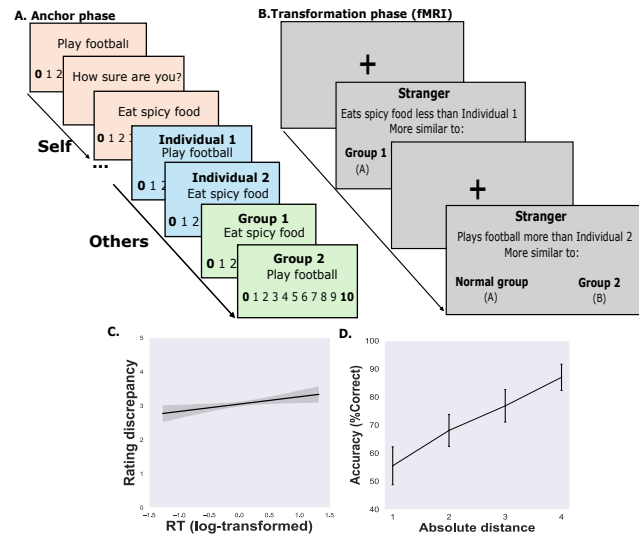 A. Anchor phase
Play football
0 1 2
How sure are you?
Eat spicy food
0 1 2
Self
...
Individual 1
Play football
0 1 2
Individual 2
Eat spicy food
0 1 2
Others
Group 1
Eat spicy food
0 1 2
Group 2
Play football
0 1 2 3 4 5 6 7 8 9 10
B.Transformation phase (fMRI)
+
Stranger
Eats spicy food less than Individual 1
More similar to:
Group 1
(A)
+
Stranger
Plays football more than Individual 2
More similar to:
Normal group Group 2
(A) (B)
C.
Rating discrepancy
5
4
3
2
1
0
−1.5 −1.0 −0.5 0.0 0.5 1.0 1.5
RT (log-transformed)
D.
Accuracy (%Correct)
100
90
80
70
60
50
40
1 2 3 4
Absolute distance